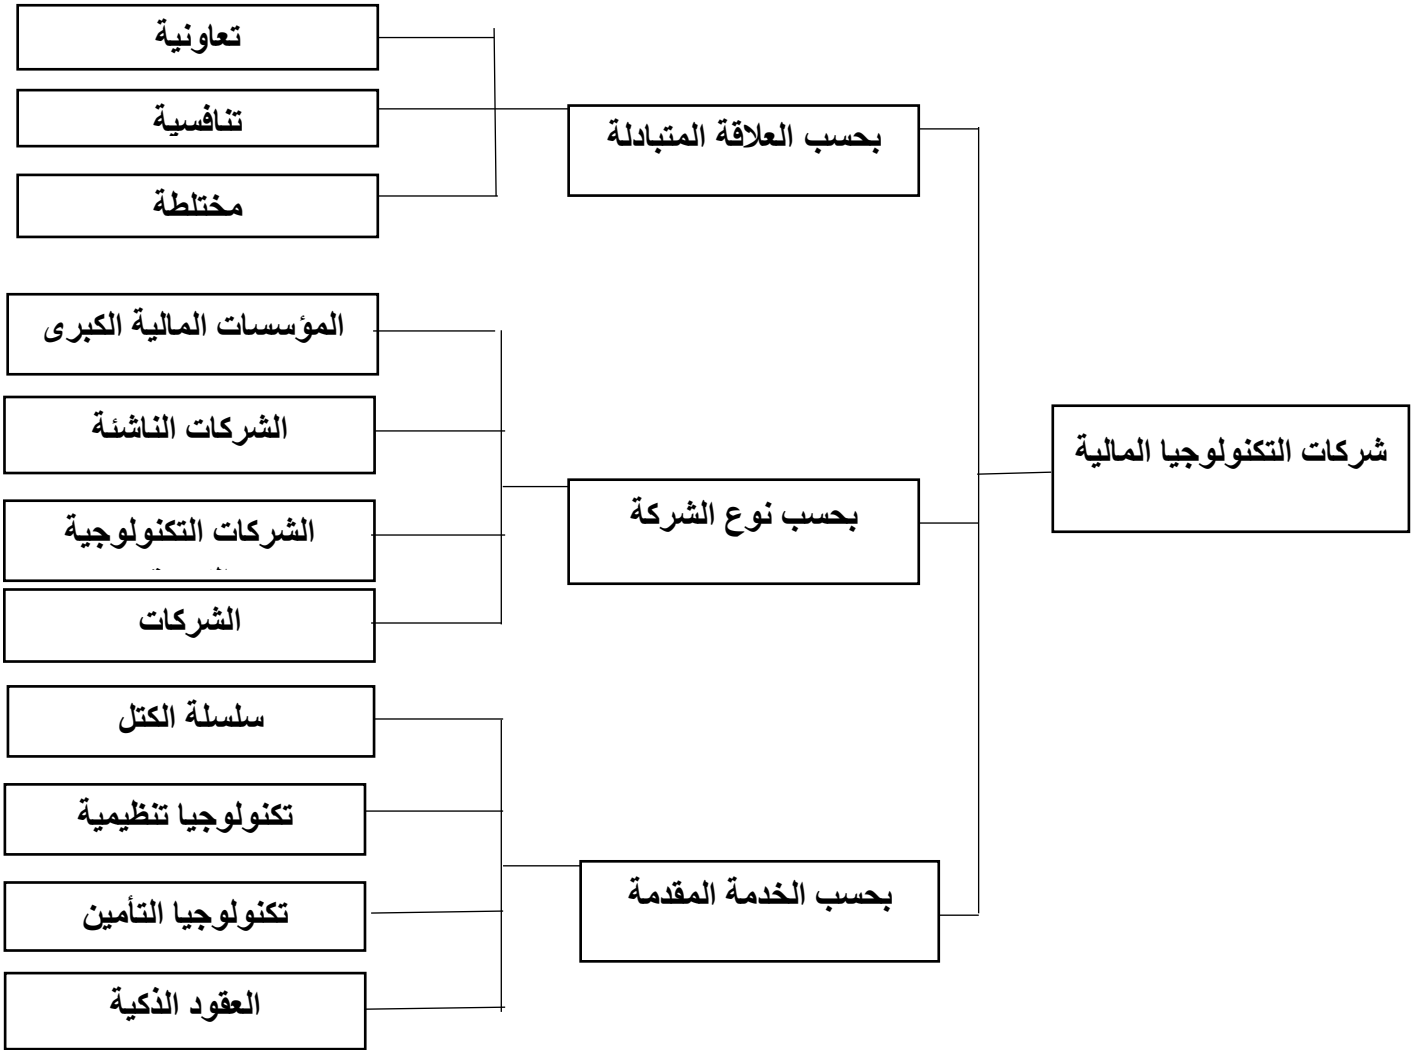 شركات التكنولوجيا المالية
بحسب العلاقة المتبادلة
تعاونية
تنافسية
مختلطة
بحسب نوع الشركة
المؤسسات المالية الكبرى
الشركات الناشئة
الشركات التكنولوجية
الشركات
بحسب الخدمة المقدمة
سلسلة الكتل
تكنولوجيا تنظيمية
تكنولوجيا التأمين
العقود الذكية